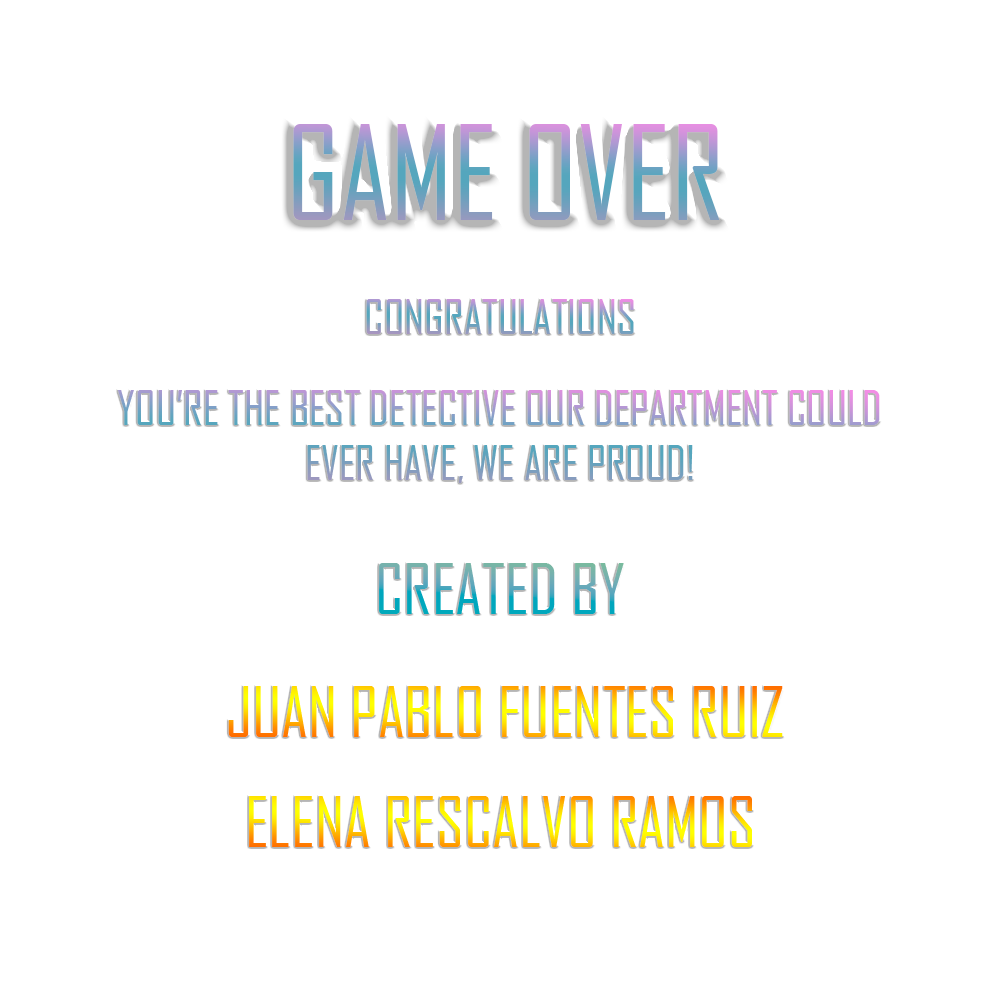 GAME OVER
CONGRATULATIONS
YOU'RE THE BEST DETECTIVE OUR DEPARTMENT COULD
EVER HAVE, WE ARE PROUD!
CREATED BY
JUAN PABLO FUENTES RUIZ
ELENA RESCALVO RAMOS